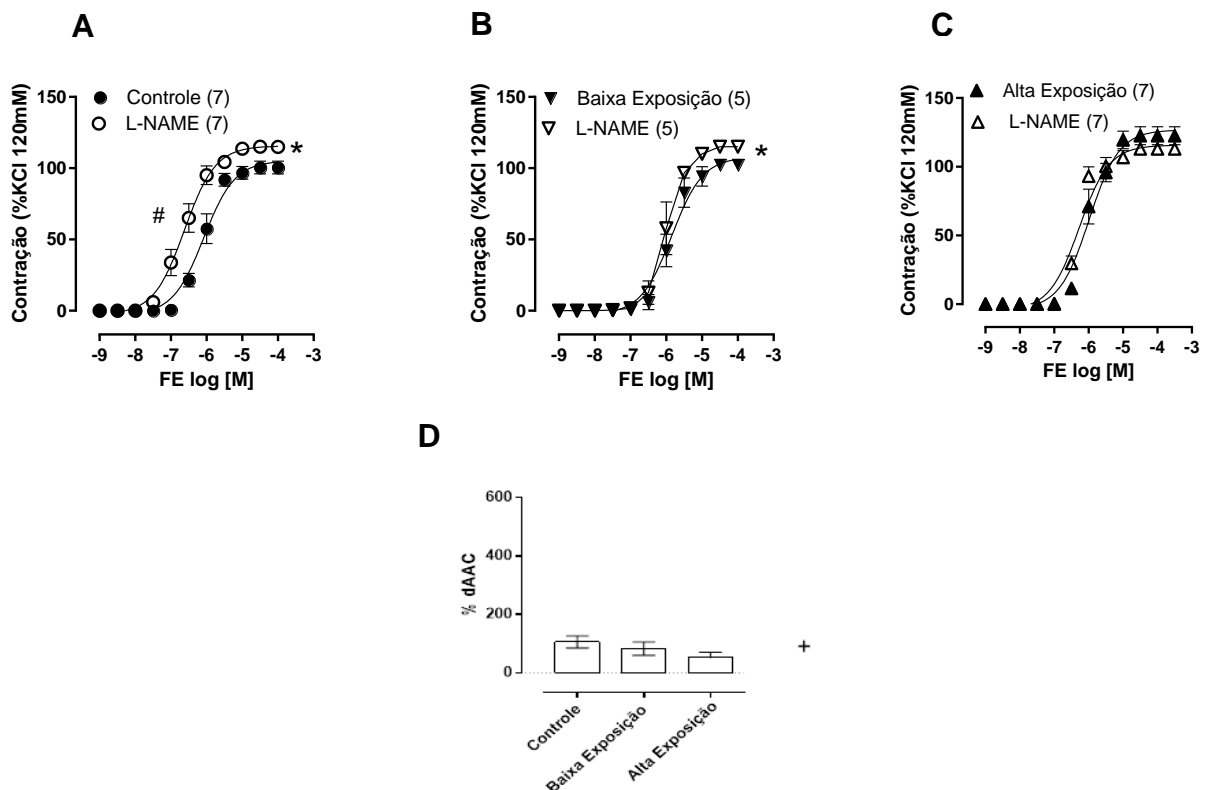 A
Contração (%KCl 120mM)
150
100
50
0
Controle (7)
L-NAME (7)
*
#
-9 -8 -7 -6 -5 -4 -3
FE log [M]
B
Contração (%KCl 120mM)
150
100
50
0
Baixa Exposição (5)
L-NAME (5)
*
-9 -8 -7 -6 -5 -4 -3
FE log [M]
C
Contração (%KCl 120mM)
150
100
50
0
Alta Exposição (7)
L-NAME (7)
-9 -8 -7 -6 -5 -4 -3
FE log [M]
D
% dAAC
600
400
200
0
+
Controle
Baixa Exposição
Alta Exposição